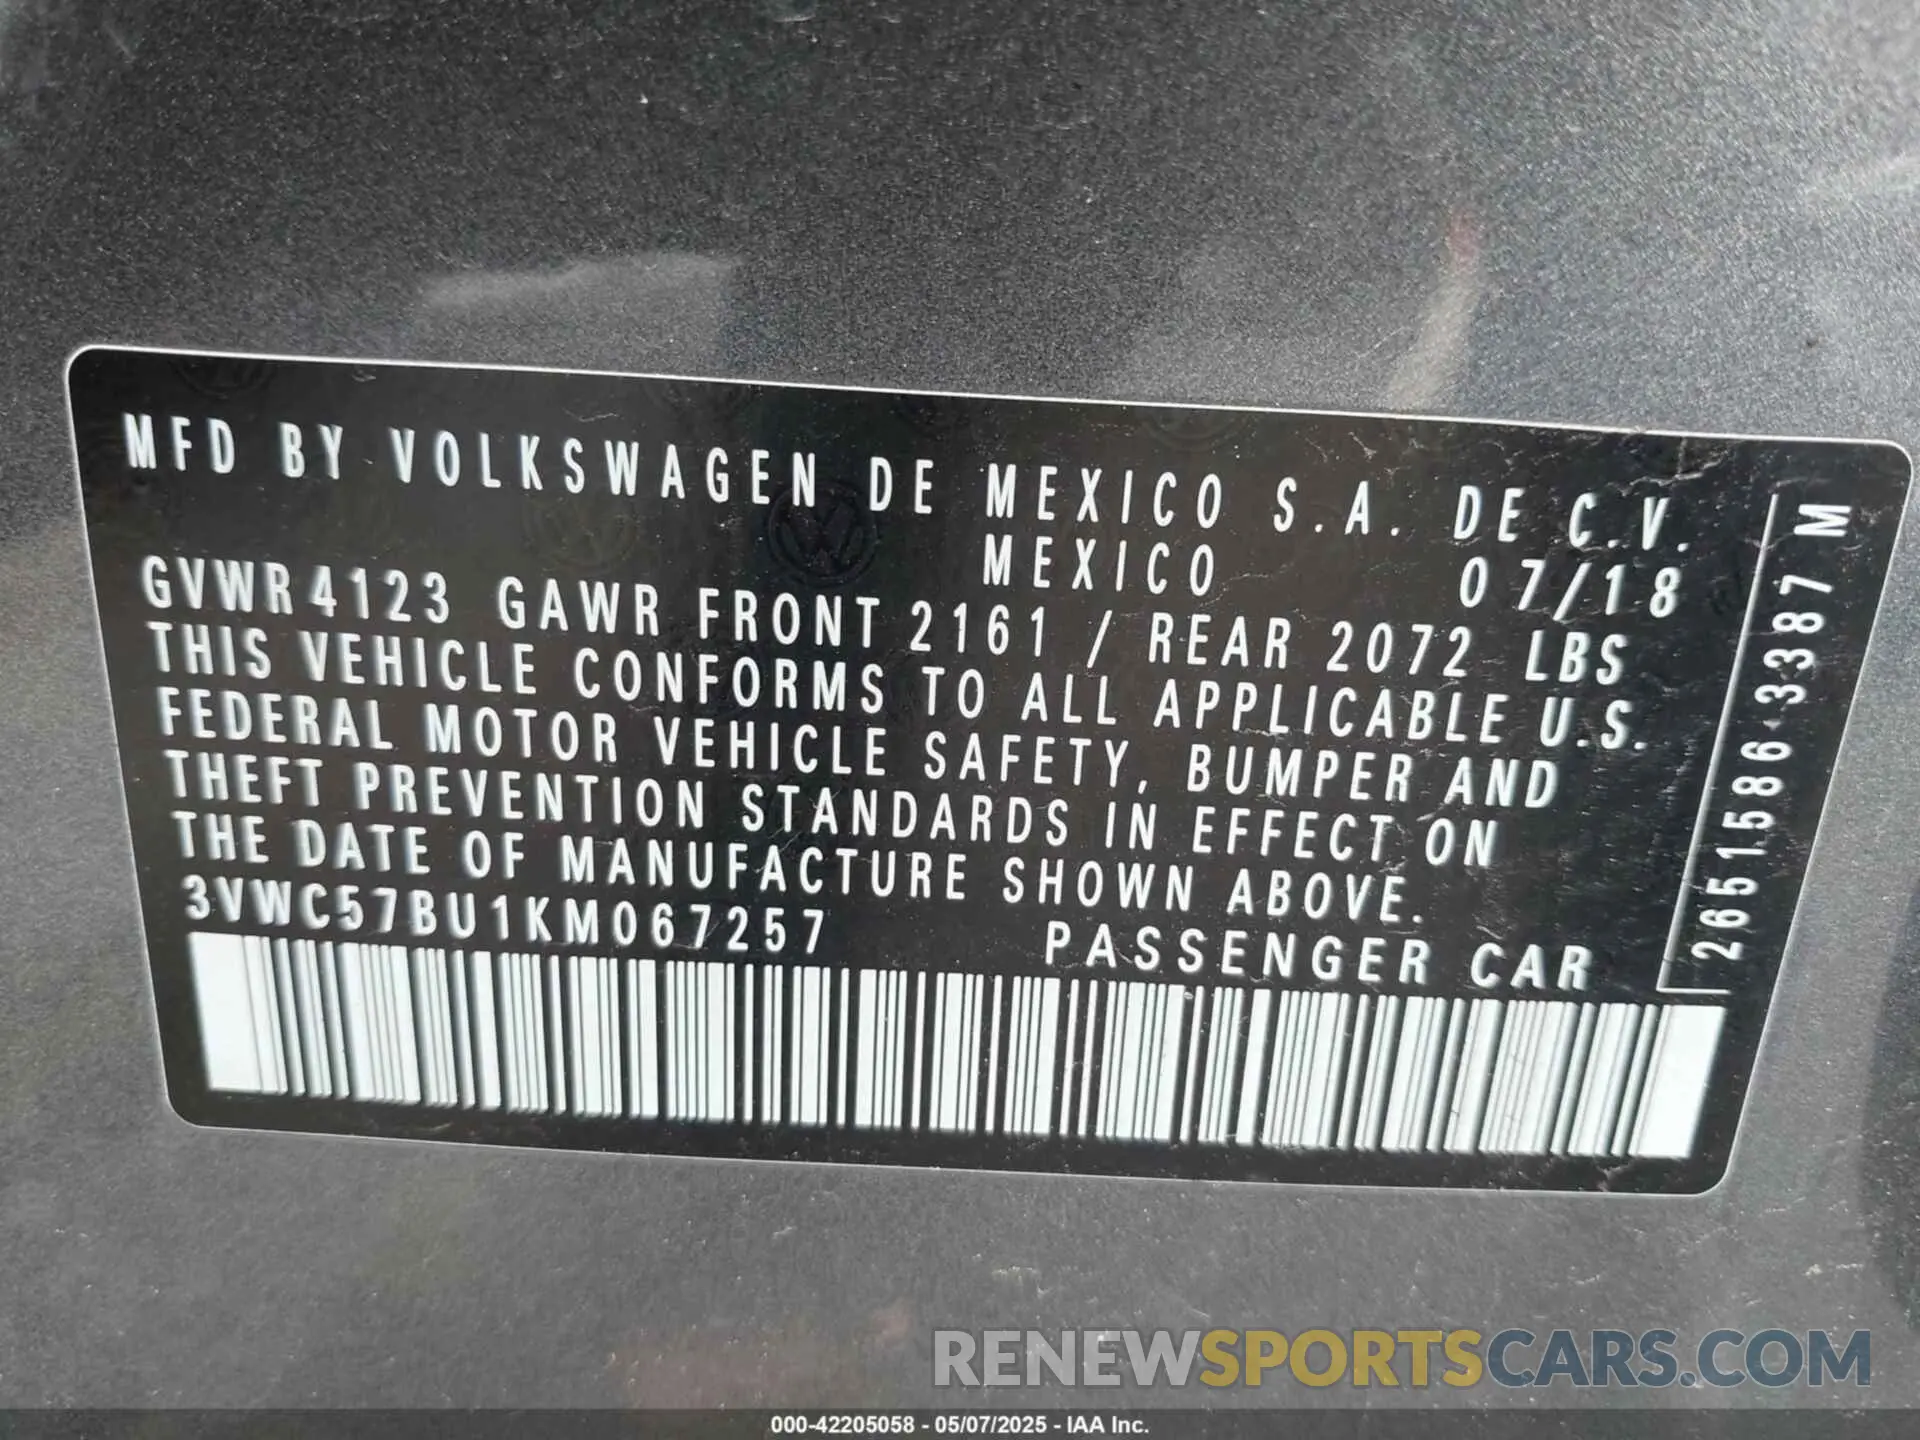 MFD BY VOLKSWAGEN DE MEXICO S.A. DE C.V.
MEXICO 07/18
GVWR 4123 GAWR FRONT 2161 / REAR 2072 LBS
THIS VEHICLE CONFORMS TO ALL APPLICABLE U.S.
FEDERAL MOTOR VEHICLE SAFETY, BUMPER AND
THEFT PREVENTION STANDARDS IN EFFECT ON
THE DATE OF MANUFACTURE SHOWN ABOVE.
3VWC57BU1KM067257 PASSENGER CAR
2651586-3387 M
RENEWSPORTSCARS.COM
000-42205058 - 05/07/2025 - IAA Inc.